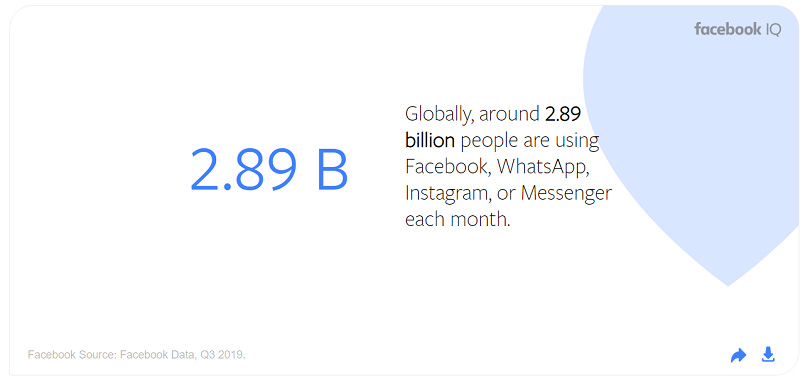 facebook IQ
2.89 B
Globally, around 2.89
billion people are using
Facebook, WhatsApp,
Instagram, or Messenger
each month.
Facebook Source: Facebook Data, Q3 2019.